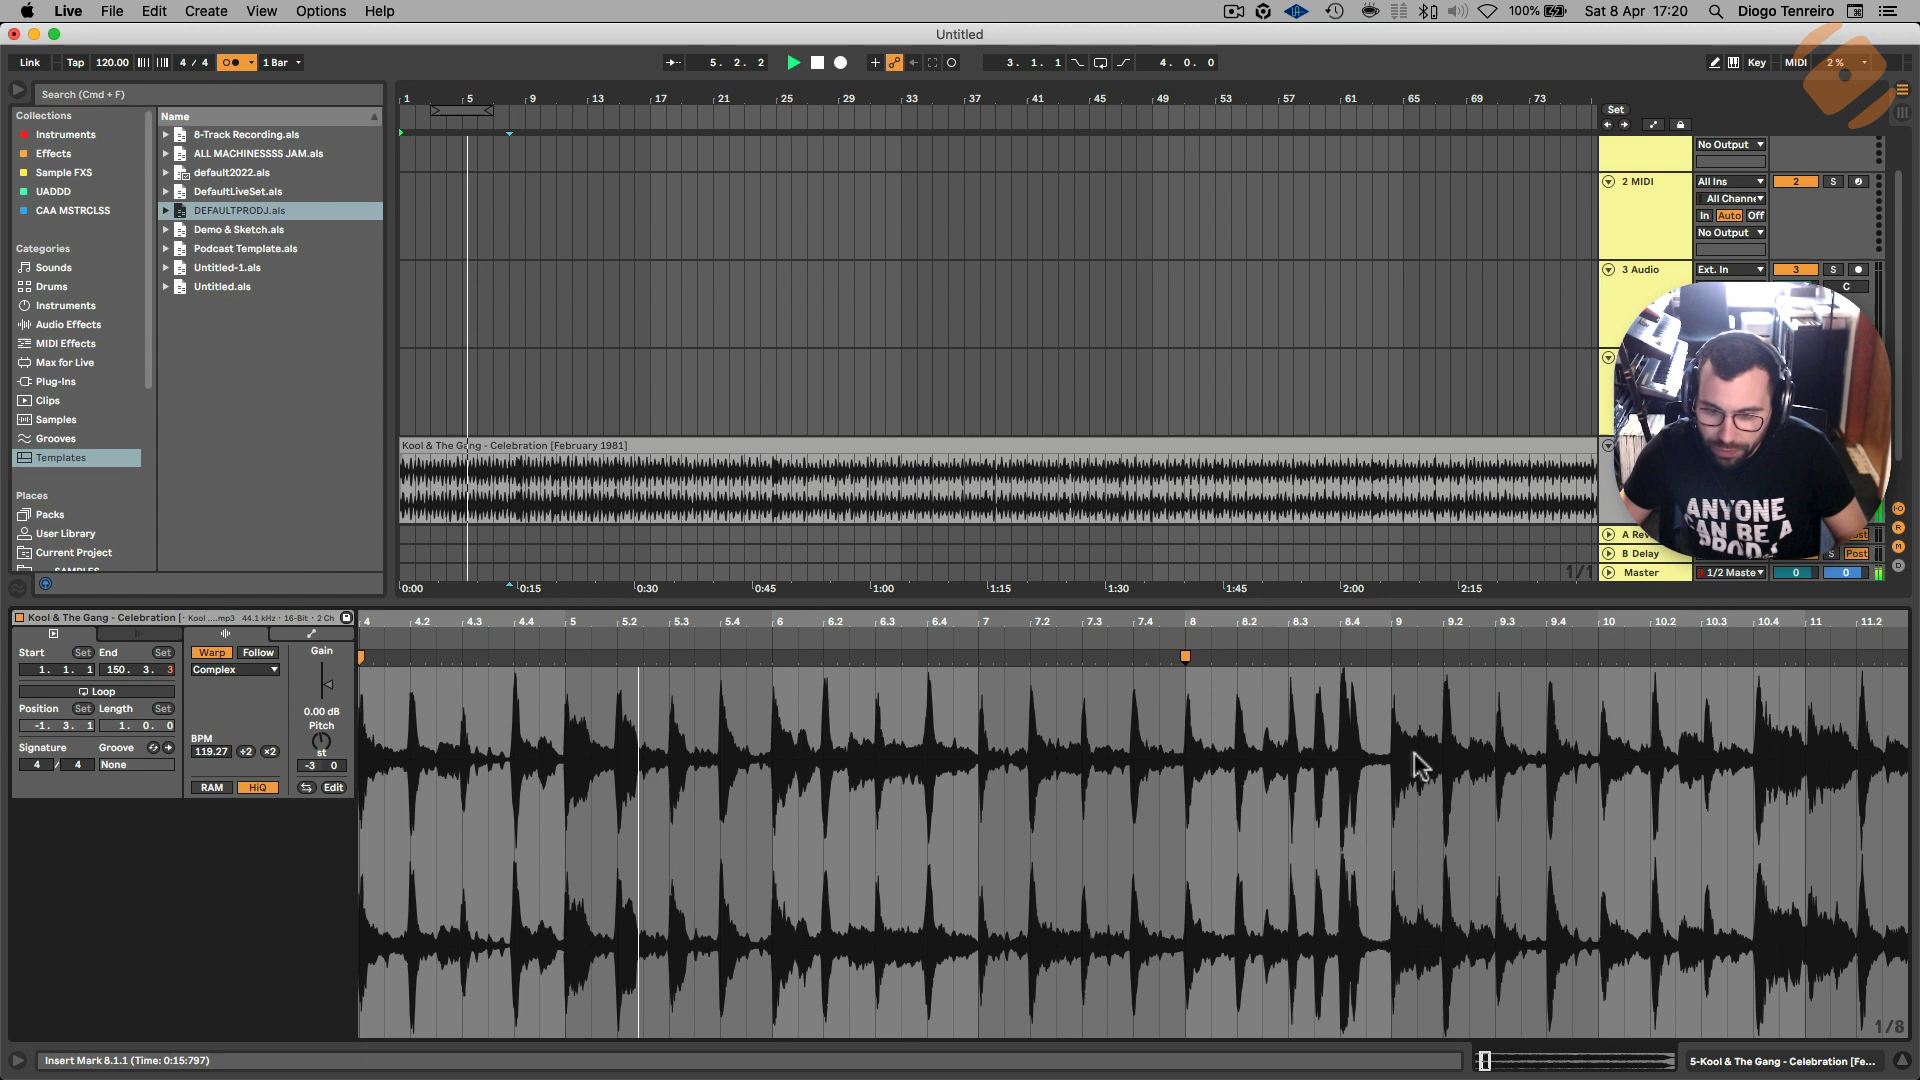 Live File Edit Create View Options Help 100% Sat 8 Apr 17:20 Diogo Tenreiro
Untitled
Link Tap 120.00 4 / 4 1 Bar 5. 2. 2 3. 1. 1 4. 0. 0 Key MIDI 2 %
Search (Cmd + F)
Collections
Instruments
Effects
Sample FXS
UADDD
CAA MSTRCLSS
Categories
Sounds
Drums
Instruments
Audio Effects
MIDI Effects
Max for Live
Plug-Ins
Clips
Samples
Grooves
Templates
Places
Packs
User Library
Current Project
Name
8-Track Recording.als
ALL MACHINESSSS JAM.als
default2022.als
DefaultLiveSet.als
DEFAULTPRODJ.als
Demo & Sketch.als
Podcast Template.als
Untitled-1.als
Untitled.als
1 5 9 13 17 21 25 29 33 37 41 45 49 53 57 61 65 69 73
Set
No Output
2 MIDI All Ins 2 S
All Channe
In Auto Off
No Output
3 Audio Ext. In 3 S
C
ANYONE
CAN BE A
PROD
Kool & The Gang - Celebration [February 1981]
A Rev
Post
B Delay S Post
1/1
Master 1/2 Maste 0 0
0:00 0:15 0:30 0:45 1:00 1:15 1:30 1:45 2:00 2:15
Kool & The Gang - Celebration [ Kool ....mp3 44.1 kHz · 16-Bit · 2 Ch
Start Set End Set
1. 1. 1 150. 3. 3
Loop
Position Set Length Set
-1. 3. 1 1. 0. 0
Signature Groove
4 / 4 None
Warp Follow
Complex
BPM
119.27 ÷2 ×2
RAM HiQ
Gain
0.00 dB
Pitch
st
-3 0
Edit
4 4.2 4.3 4.4 5 5.2 5.3 5.4 6 6.2 6.3 6.4 7 7.2 7.3 7.4 8 8.2 8.3 8.4 9 9.2 9.3 9.4 10 10.2 10.3 10.4 11 11.2
1/8
Insert Mark 8.1.1 (Time: 0:15:797)
5-Kool & The Gang - Celebration [Fe...